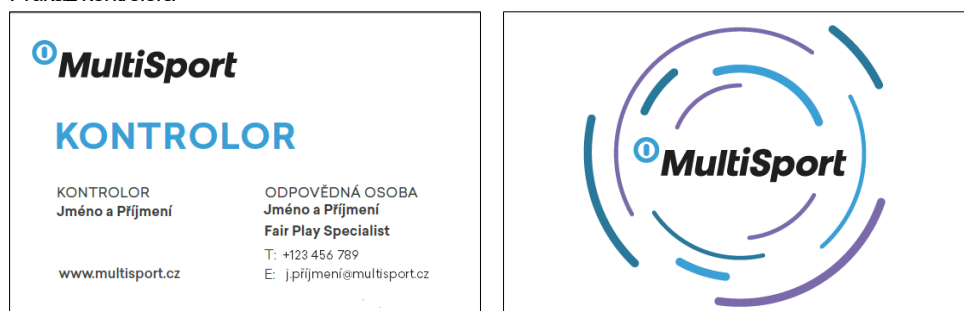 MultiSport
KONTROLOR
KONTROLOR
Jméno a Příjmení
www.multisport.cz
ODPOVĚDNÁ OSOBA
Jméno a Příjmení
Fair Play Specialist
T: +123 456 789
E: j.příjmení@multisport.cz
MultiSport